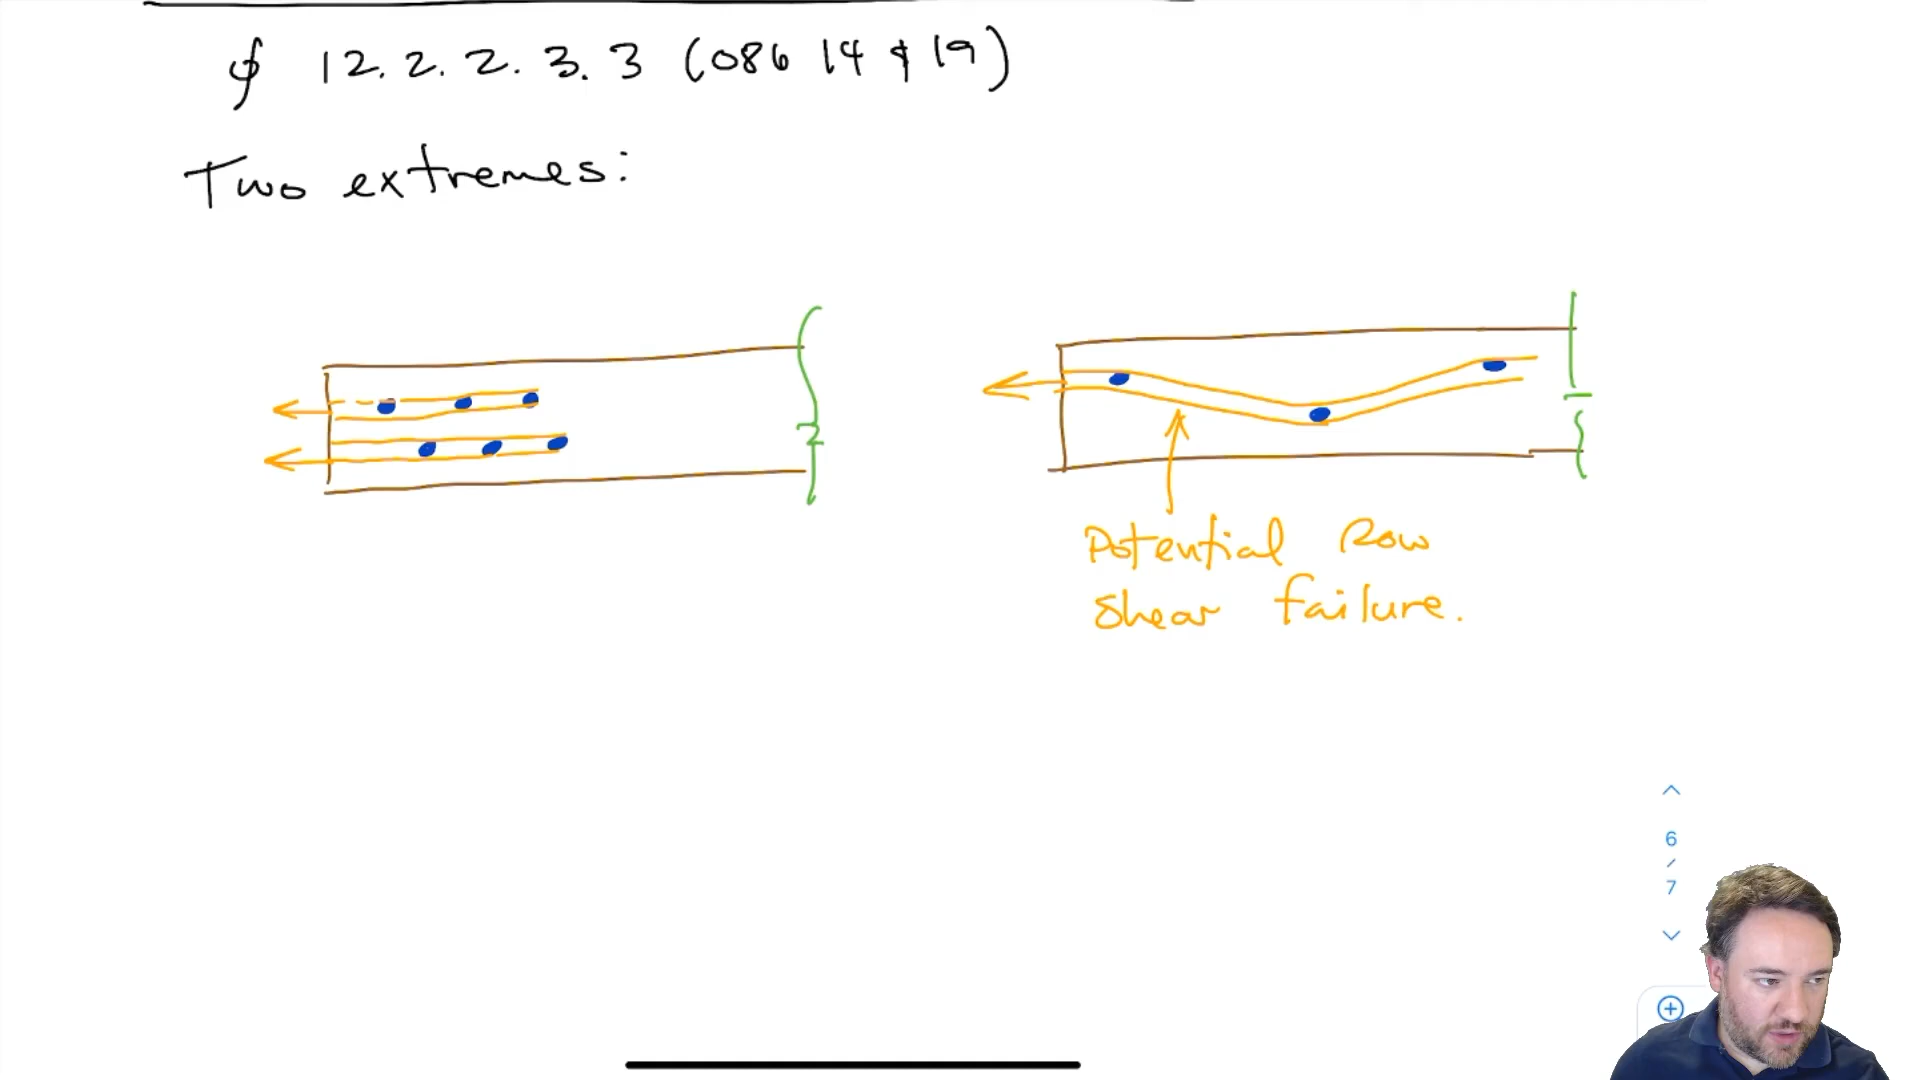 ∮ 12.2.2.3.3 (086 14 & 19)
Two extremes:
Potential Row
Shear failure.
6
/
7